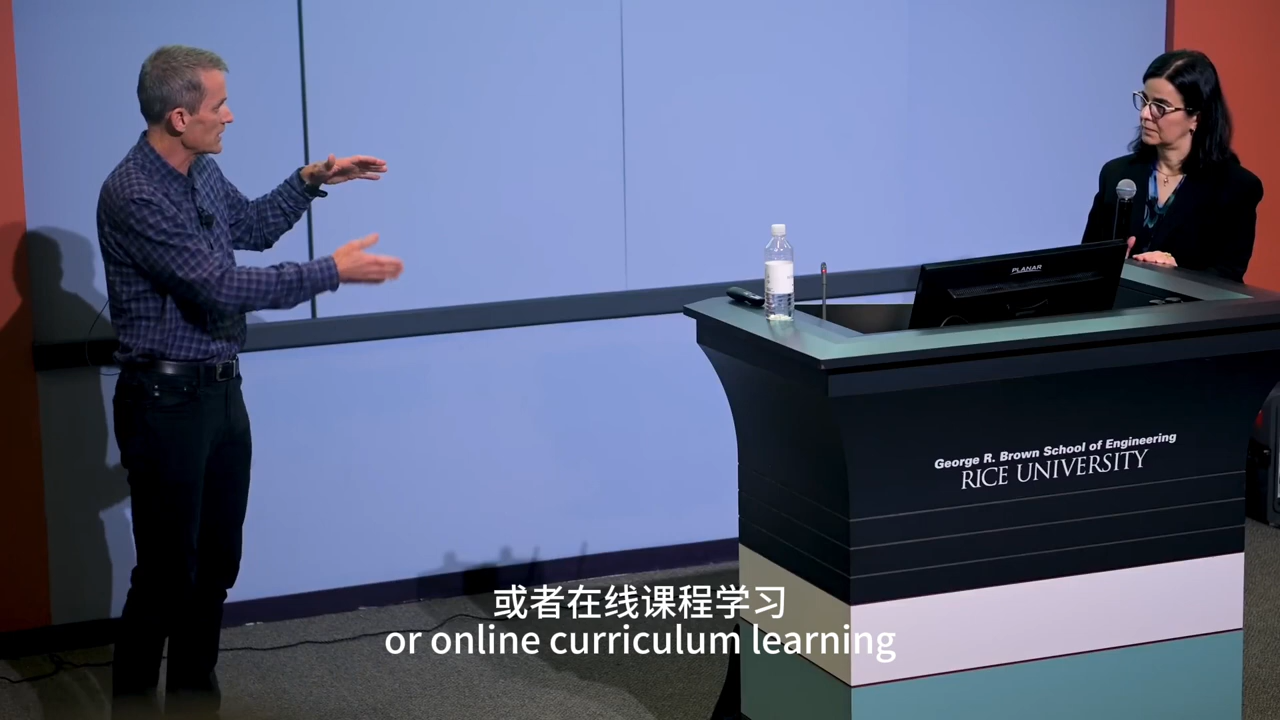 PLANAR
George R. Brown School of Engineering
RICE UNIVERSITY
或者在线课程学习
or online curriculum learning